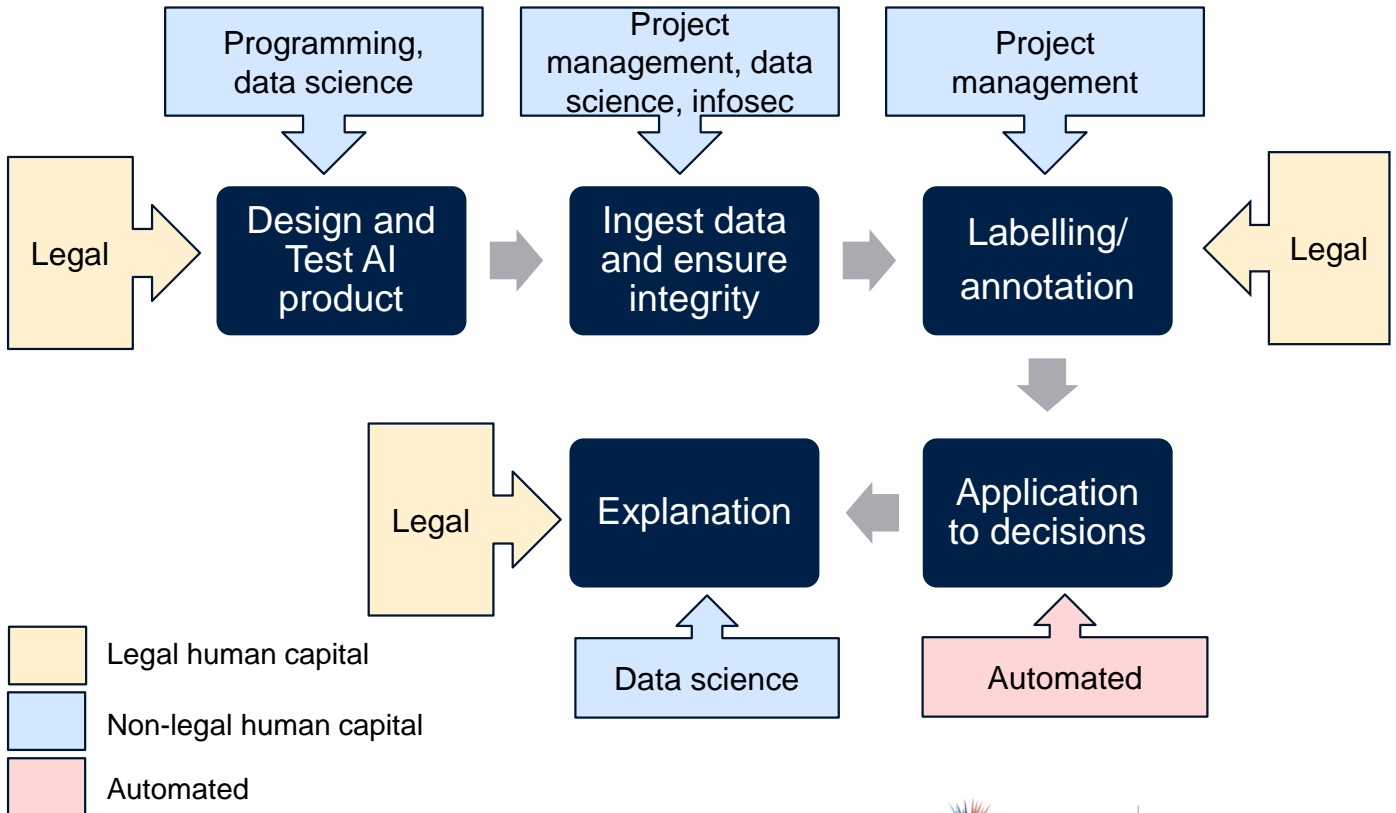 Programming,
data science
Project
management, data
science, infosec
Project
management
Legal
Design and
Test AI
product
Ingest data
and ensure
integrity
Labelling/
annotation
Legal
Legal
Explanation
Application
to decisions
Data science
Automated
Legal human capital
Non-legal human capital
Automated